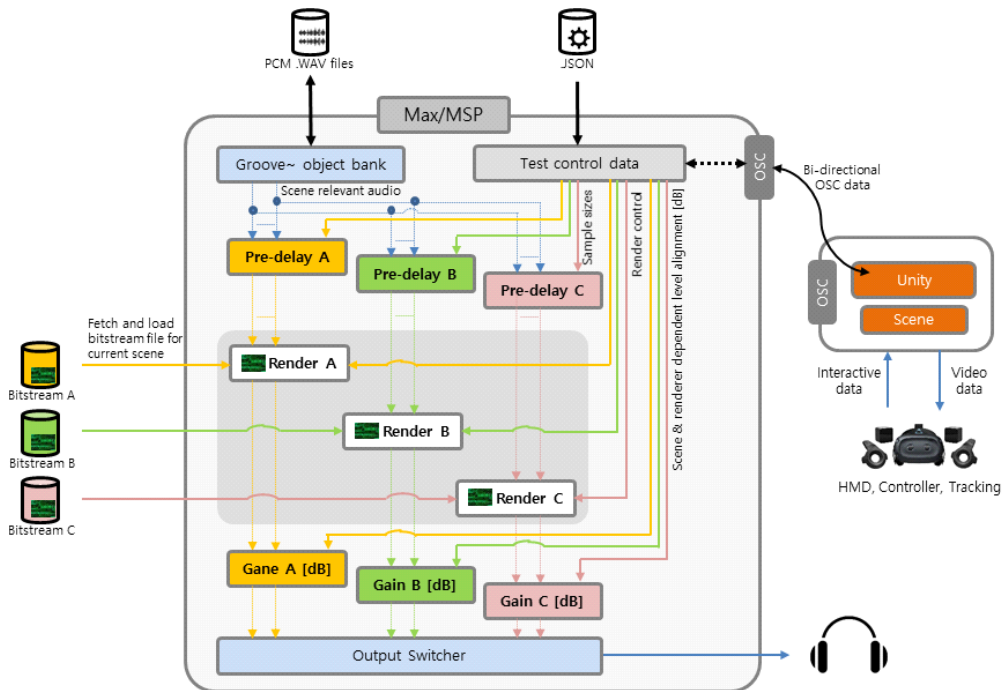 PCM .WAV files
.JSON
Max/MSP
Groove~ object bank
Test control data
OSC
Bi-directional
OSC data
Scene relevant audio
Sample sizes
Render control
Scene & renderer dependent level alignment [dB]
Pre-delay A
Pre-delay B
Pre-delay C
OSC
Unity
Scene
Fetch and load
bitstream file for
current scene
Render A
Bitstream A
Interactive
data
Video
data
Render B
Bitstream B
HMD, Controller, Tracking
Render C
Bitstream C
Gane A [dB]
Gain B [dB]
Gain C [dB]
Output Switcher